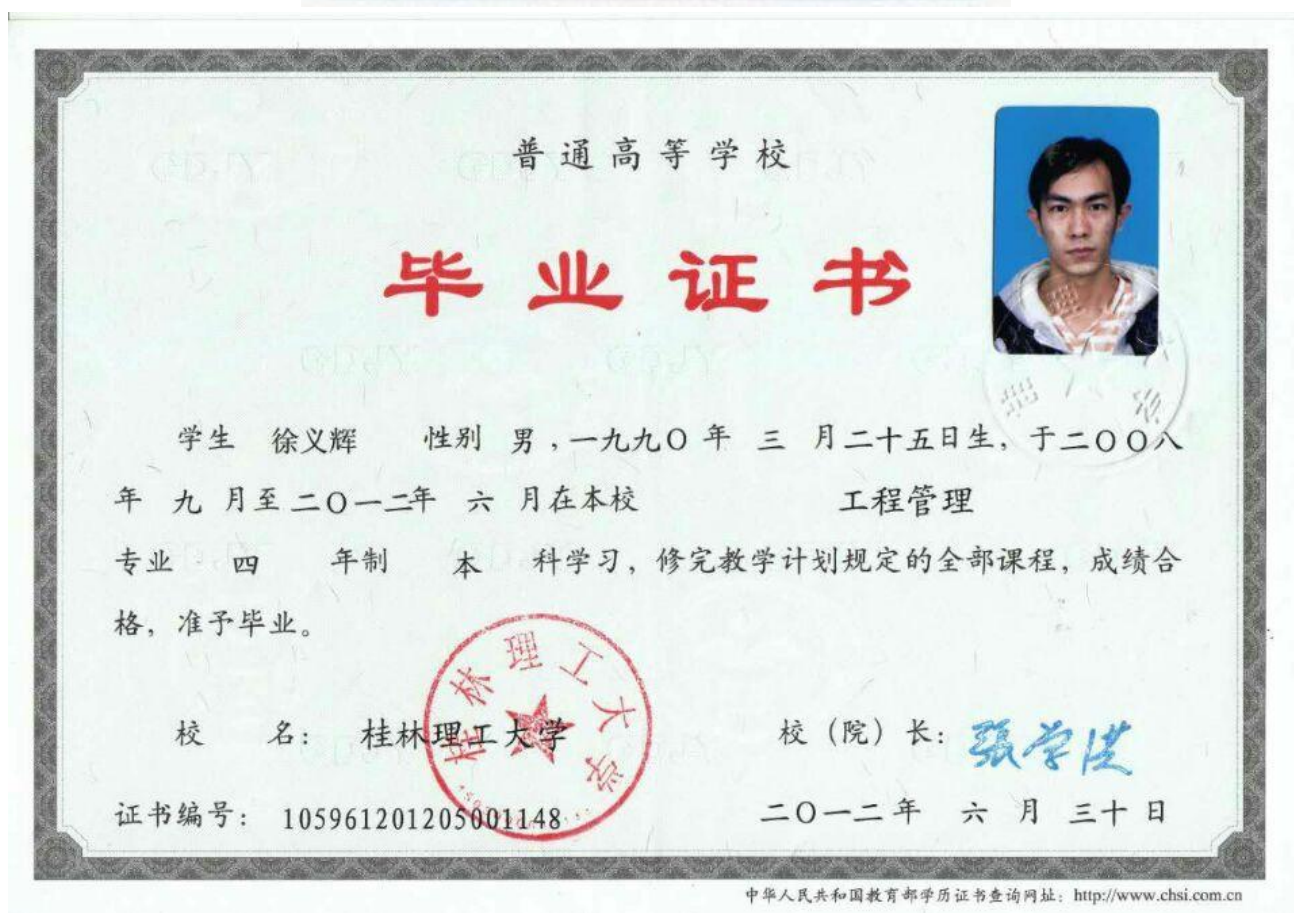 普通高等学校
毕业证书
学生 徐义辉 性别 男，一九九〇年 三 月二十五日生，于二〇〇八
年 九 月至二〇一二年 六 月在本校 工程管理
专业 四 年制 本 科学习，修完教学计划规定的全部课程，成绩合
格，准予毕业。
桂林理工大学
校 名：桂林理工大学 校（院）长：张学洪
证书编号：105961201205001148 二〇一二年 六 月 三十 日
中华人民共和国教育部学历证书查询网址：http://www.chsi.com.cn